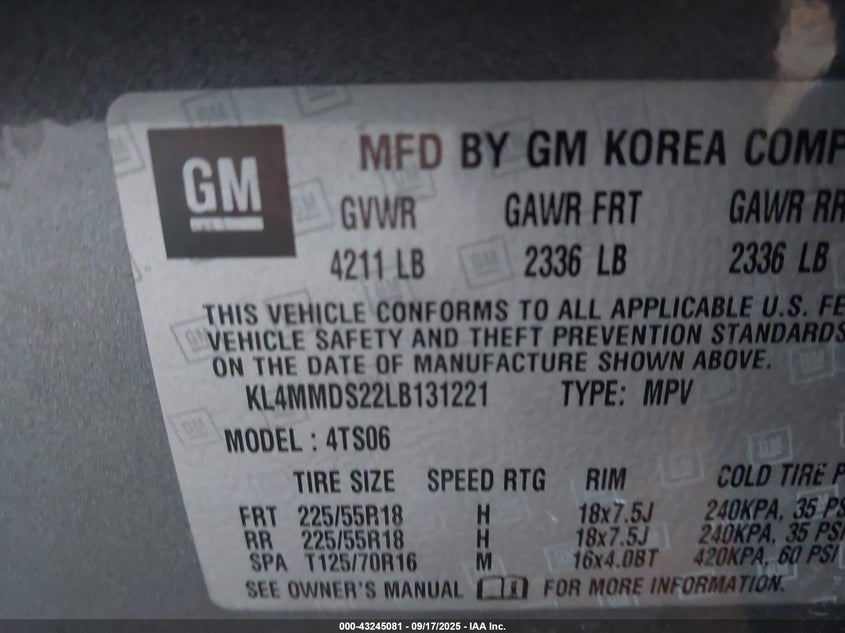 GM
MFD BY GM KOREA COMP
GVWR GAWR FRT GAWR RR
4211 LB 2336 LB 2336 LB
THIS VEHICLE CONFORMS TO ALL APPLICABLE U.S. FE
VEHICLE SAFETY AND THEFT PREVENTION STANDARDS
ON THE DATE OF MANUFACTURE SHOWN ABOVE.
KL4MMDS22LB131221 TYPE: MPV
MODEL : 4TS06
TIRE SIZE SPEED RTG RIM COLD TIRE P
FRT 225/55R18 H 18x7.5J 240KPA, 35 PS
RR 225/55R18 H 18x7.5J 240KPA, 35 PSI
SPA T125/70R16 M 16x4.0BT 420KPA, 60 PSI
SEE OWNER'S MANUAL FOR MORE INFORMATION.
000-43245081 - 09/17/2025 - IAA Inc.